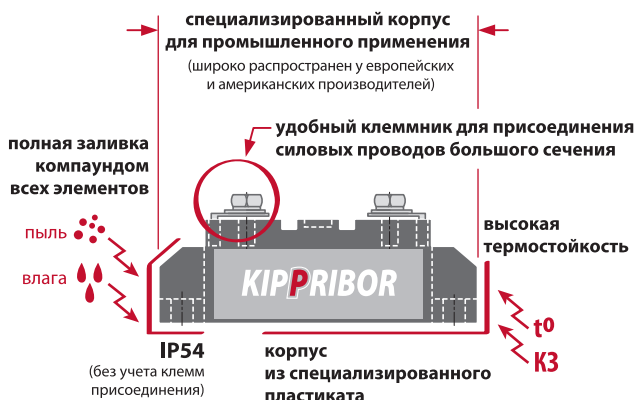 специализированный корпус
для промышленного применения
(широко распространен у европейских
и американских производителей)
удобный клеммник для присоединения
силовых проводов большого сечения
полная заливка
компаундом
всех элементов
пыль
влага
высокая
термостойкость
KIPPRIBOR
tº
КЗ
IP54
(без учета клемм
присоединения)
корпус
из специализированного
пластиката